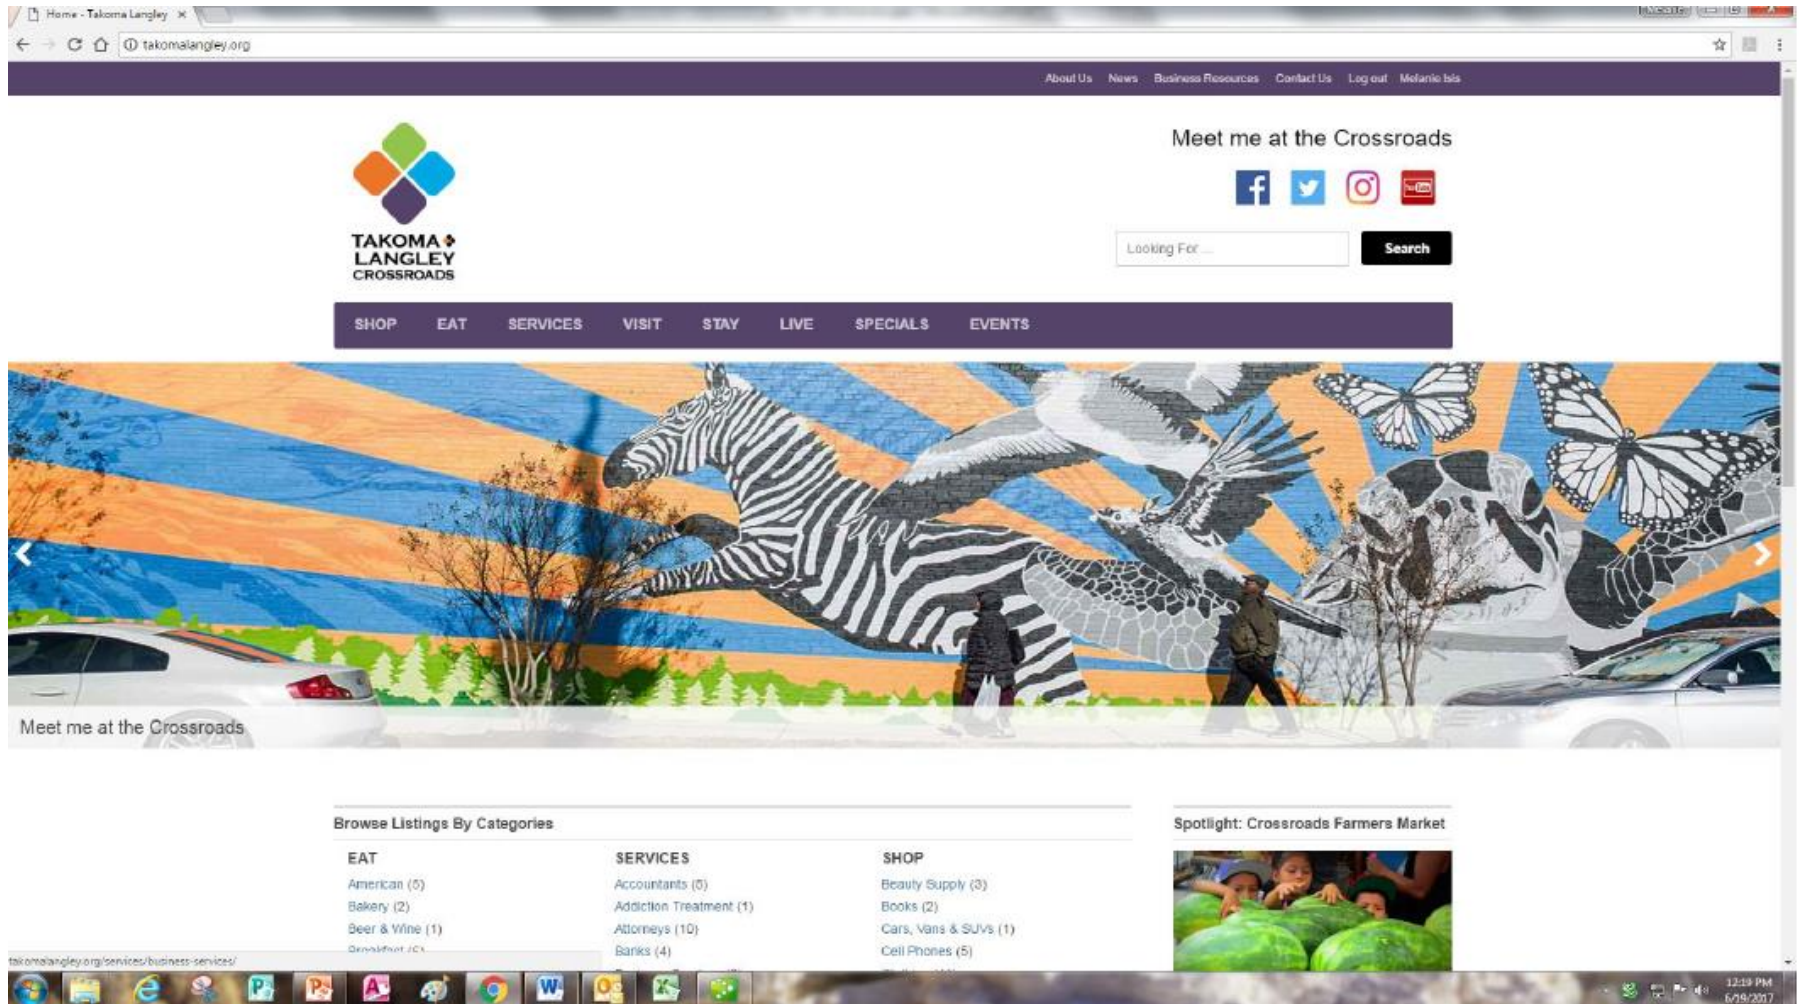 Home - Takoma Langley
takomalangley.org
About Us News Business Resources Contact Us Log out Melanie Isis
Meet me at the Crossroads
TAKOMA
LANGLEY
CROSSROADS
Looking For ...
Search
SHOP EAT SERVICES VISIT STAY LIVE SPECIALS EVENTS
Meet me at the Crossroads
Browse Listings By Categories
Spotlight: Crossroads Farmers Market
EAT SERVICES SHOP
American (5) Accountants (5) Beauty Supply (3)
Bakery (2) Addiction Treatment (1) Books (2)
Beer & Wine (1) Attorneys (10) Cars, Vans & SUVs (1)
Breakfast Banks (4) Cell Phones (5)
takomalangley.org/services/business-services/
12:19 PM
6/19/2017